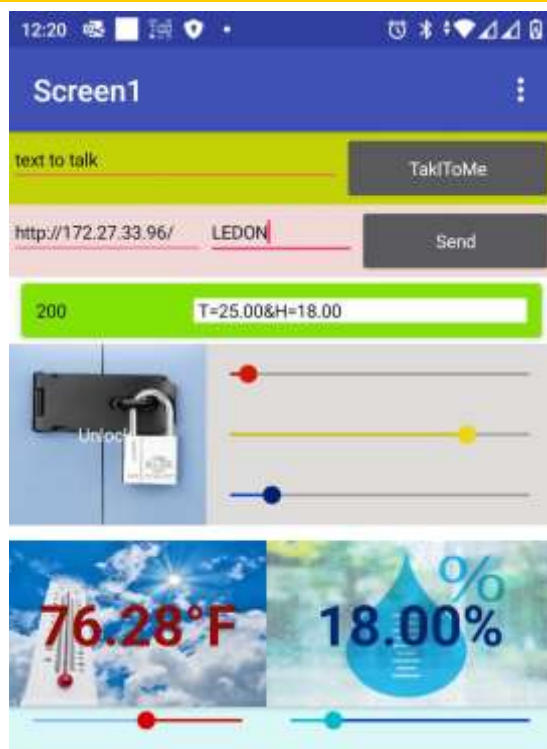 12:20
Screen1
text to talk
TaklToMe
http://172.27.33.96/ LEDON
Send
200 T=25.00&H=18.00
Unlock
76.28°F
%
18.00%